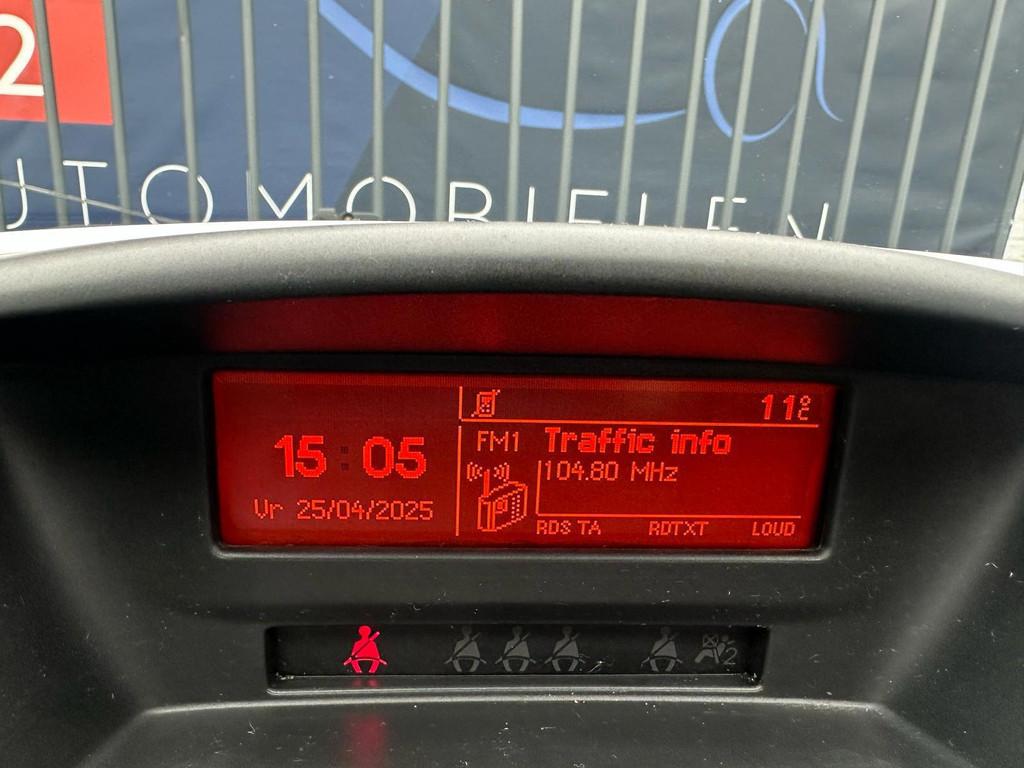 2
UTOMOBIELEN
11°C
FM1 Traffic info
15:05
104.80 MHz
Vr 25/04/2025
RDS TA RDTXT LOUD
2